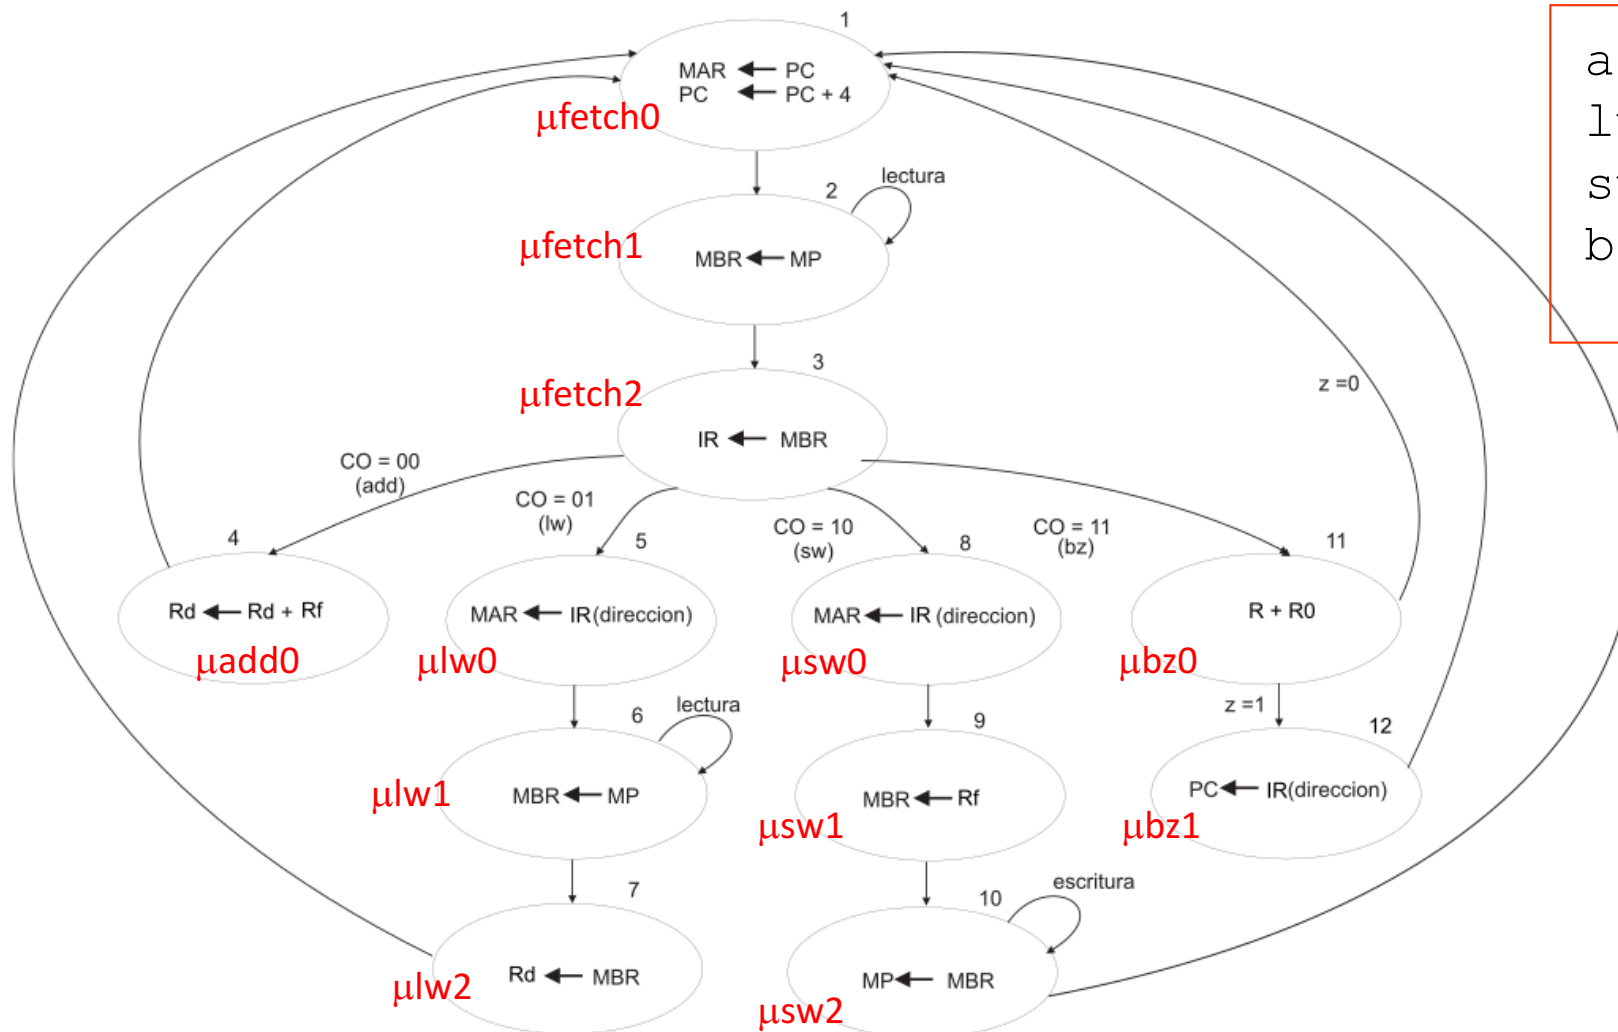 1
MAR ← PC
PC ← PC + 4
μfetch0
2
lectura
μfetch1
MBR ← MP
3
μfetch2
IR ← MBR
z =0
CO = 00
(add)
CO = 01
(lw)
CO = 10
(sw)
CO = 11
(bz)
4
Rd ← Rd + Rf
μadd0
5
MAR ← IR(direccion)
μlw0
8
MAR ← IR (direccion)
μsw0
11
R + R0
μbz0
z =1
6
lectura
MBR ← MP
μlw1
9
MBR ← Rf
μsw1
12
PC ← IR(direccion)
μbz1
7
Rd ← MBR
μlw2
10
escritura
MP ← MBR
μsw2
a
l
s
b